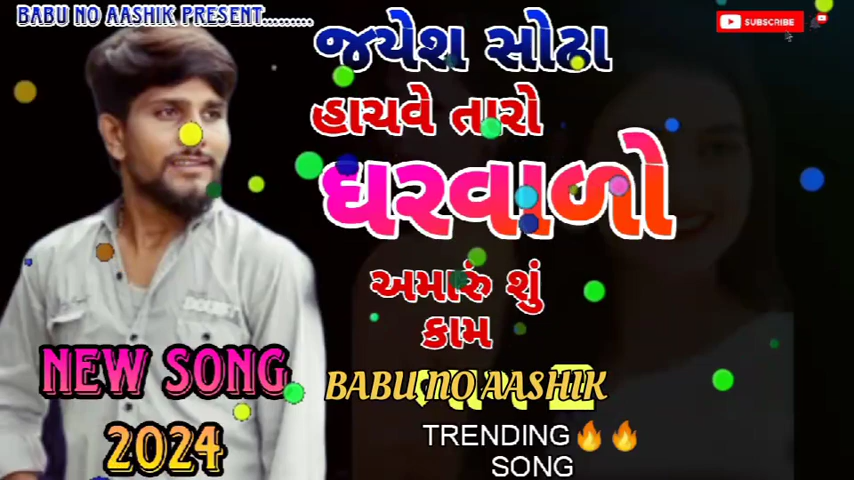 BABU NO AASHIK PRESENT.........
SUBSCRIBE
જયેશ સોઢા
હાચવે તારો
ઘરવાળો
અમારું શું
કામ
NEW SONG
2024
BABU NO AASHIK
TRENDING🔥🔥
SONG